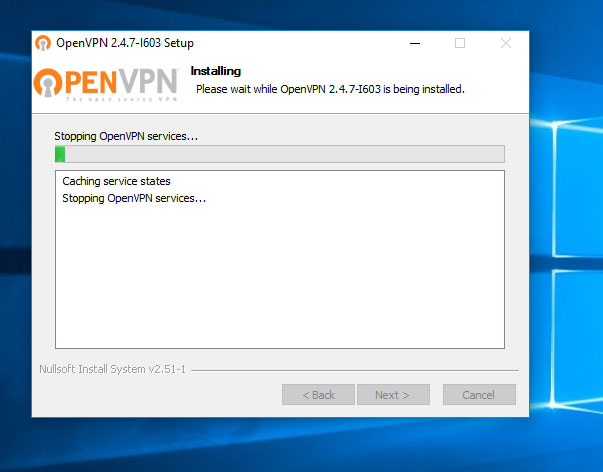 OpenVPN 2.4.7-I603 Setup
OPENVPN
The open source VPN
Installing
Please wait while OpenVPN 2.4.7-I603 is being installed.
Stopping OpenVPN services...
Caching service states
Stopping OpenVPN services...
Nullsoft Install System v2.51-1
< Back
Next >
Cancel